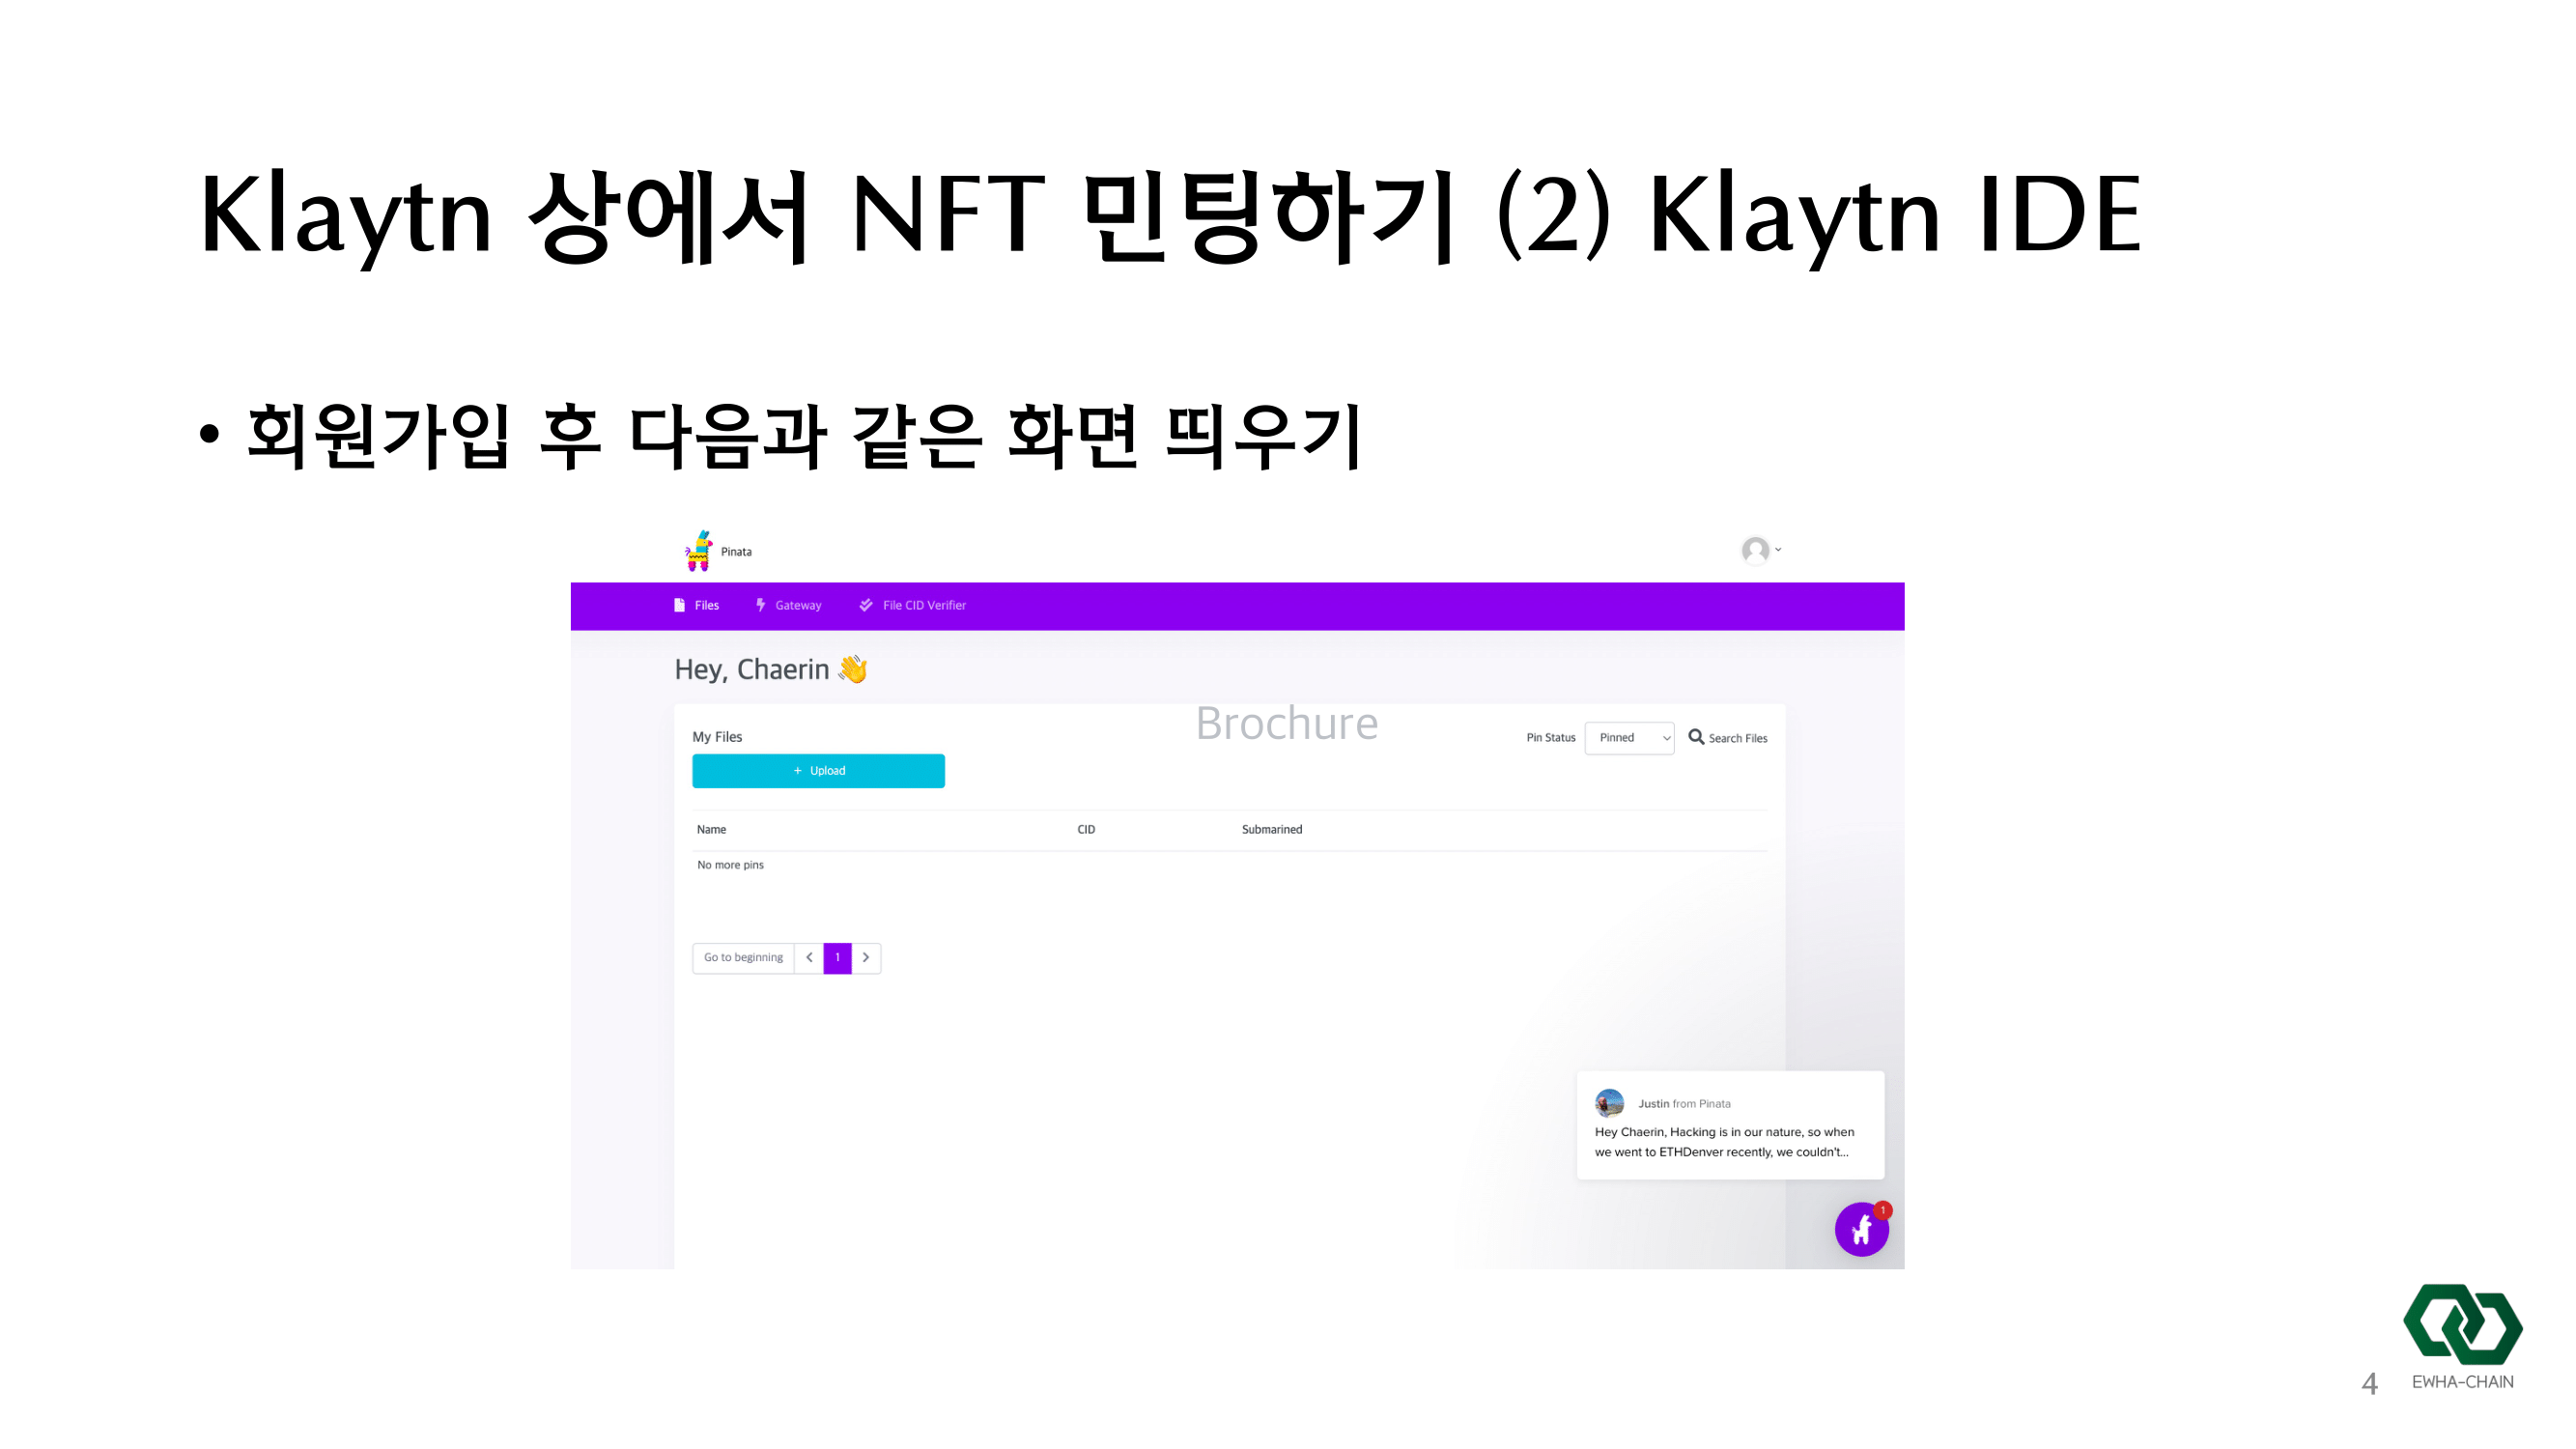 Klaytn 상에서 NFT 민팅하기 (2) Klaytn IDE
• 회원가입 후 다음과 같은 화면 띄우기
Pinata
Files Gateway File CID Verifier
Hey, Chaerin 👋
Brochure
My Files Pin Status Pinned Search Files
+ Upload
Name CID Submarined
No more pins
Go to beginning < 1 >
Justin from Pinata
Hey Chaerin, Hacking is in our nature, so when
we went to ETHDenver recently, we couldn't...
1
4 EWHA-CHAIN